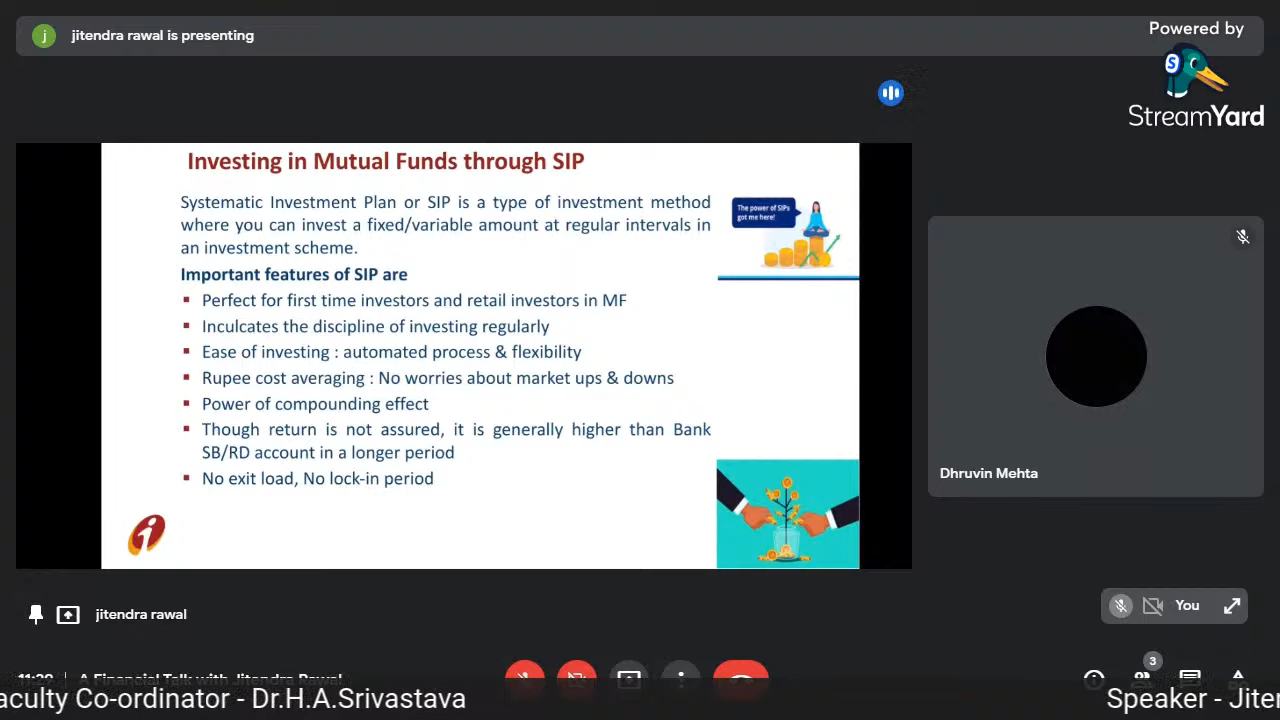 j
jitendra rawal is presenting
Powered by
S
StreamYard
Investing in Mutual Funds through SIP
Systematic Investment Plan or SIP is a type of investment method
where you can invest a fixed/variable amount at regular intervals in
an investment scheme.
The power of SIPs
got me here!
Important features of SIP are
▪ Perfect for first time investors and retail investors in MF
▪ Inculcates the discipline of investing regularly
▪ Ease of investing : automated process & flexibility
▪ Rupee cost averaging : No worries about market ups & downs
▪ Power of compounding effect
▪ Though return is not assured, it is generally higher than Bank
SB/RD account in a longer period
▪ No exit load, No lock-in period
i
Dhruvin Mehta
jitendra rawal
You
3
A Financial Talk with Jitendra Rawal
aculty Co-ordinator - Dr.H.A.Srivastava
Speaker - Jiter